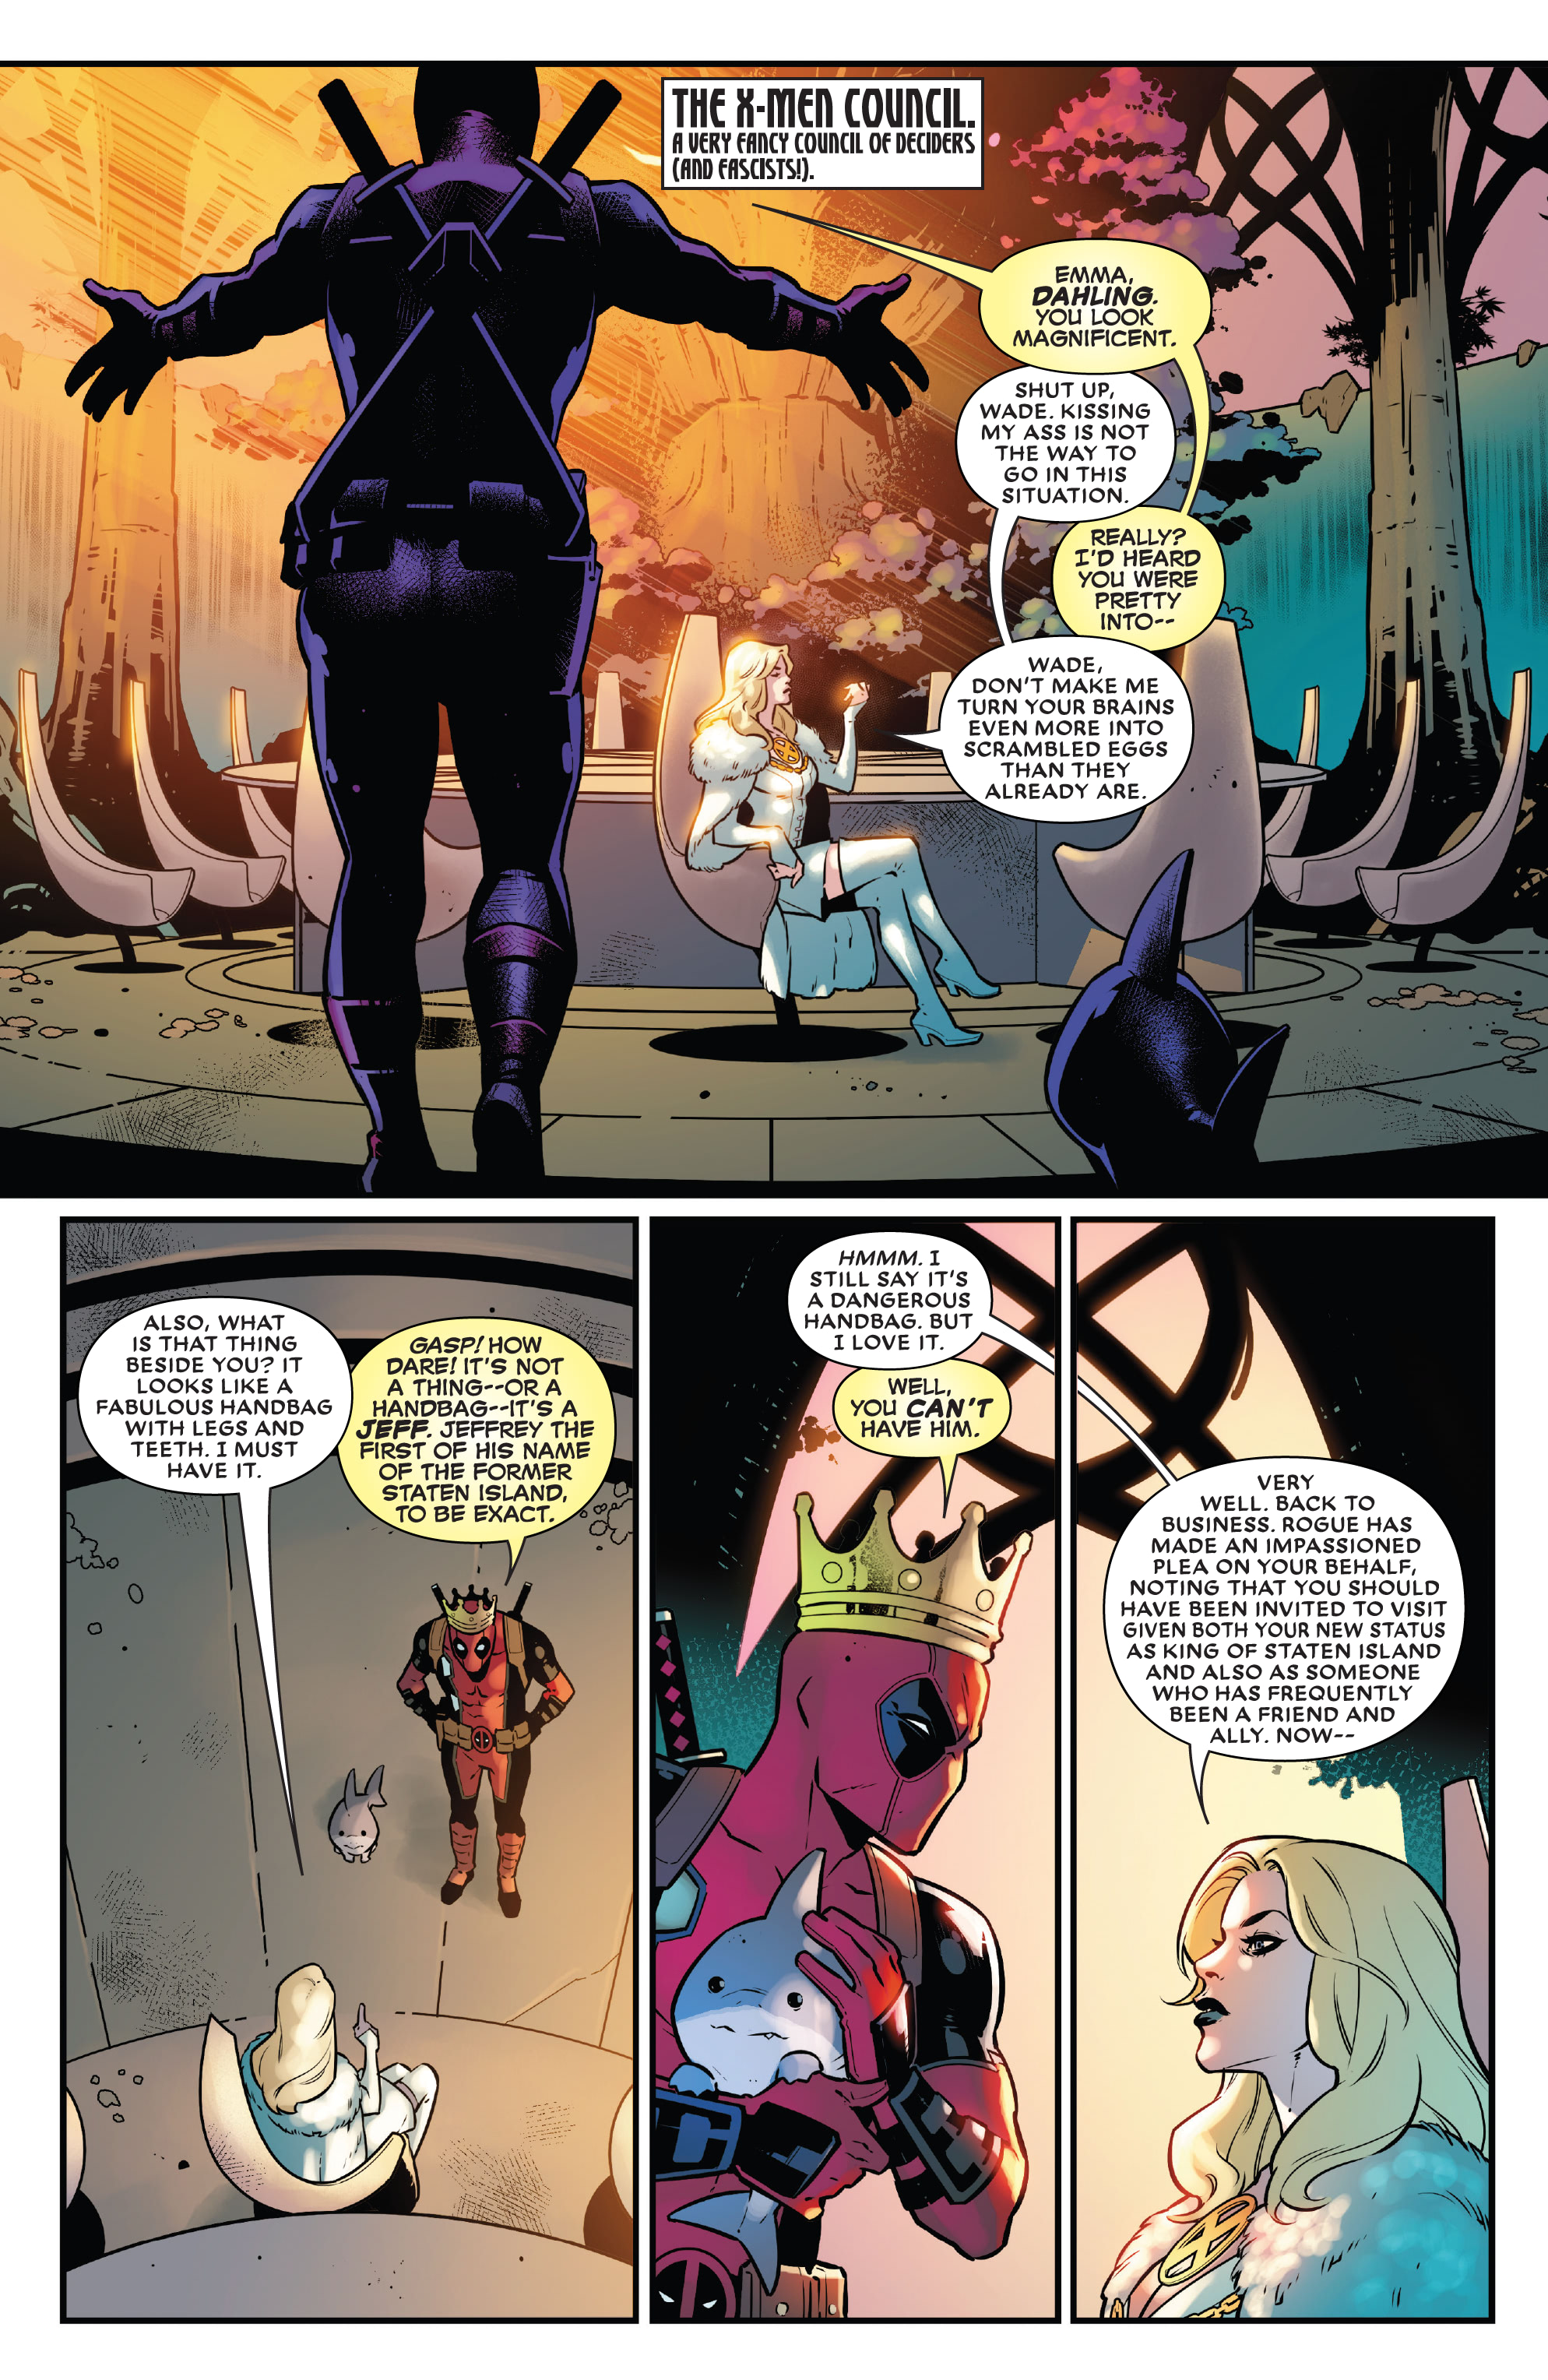 THE X-MEN COUNCIL.
A VERY FANCY COUNCIL OF DECIDERS
(AND FASCISTS!).
EMMA,
DAHLING.
YOU LOOK
MAGNIFICENT.
SHUT UP,
WADE. KISSING
MY ASS IS NOT
THE WAY TO
GO IN THIS
SITUATION.
REALLY?
I'D HEARD
YOU WERE
PRETTY
INTO--
WADE,
DON'T MAKE ME
TURN YOUR BRAINS
EVEN MORE INTO
SCRAMBLED EGGS
THAN THEY
ALREADY ARE.
ALSO, WHAT
IS THAT THING
BESIDE YOU? IT
LOOKS LIKE A
FABULOUS HANDBAG
WITH LEGS AND
TEETH. I MUST
HAVE IT.
GASP! HOW
DARE! IT'S NOT
A THING--OR A
HANDBAG--IT'S A
JEFF. JEFFREY THE
FIRST OF HIS NAME
OF THE FORMER
STATEN ISLAND,
TO BE EXACT.
HMMM. I
STILL SAY IT'S
A DANGEROUS
HANDBAG. BUT
I LOVE IT.
WELL,
YOU CAN'T
HAVE HIM.
VERY
WELL. BACK TO
BUSINESS. ROGUE HAS
MADE AN IMPASSIONED
PLEA ON YOUR BEHALF,
NOTING THAT YOU SHOULD
HAVE BEEN INVITED TO VISIT
GIVEN BOTH YOUR NEW STATUS
AS KING OF STATEN ISLAND
AND ALSO AS SOMEONE
WHO HAS FREQUENTLY
BEEN A FRIEND AND
ALLY. NOW--